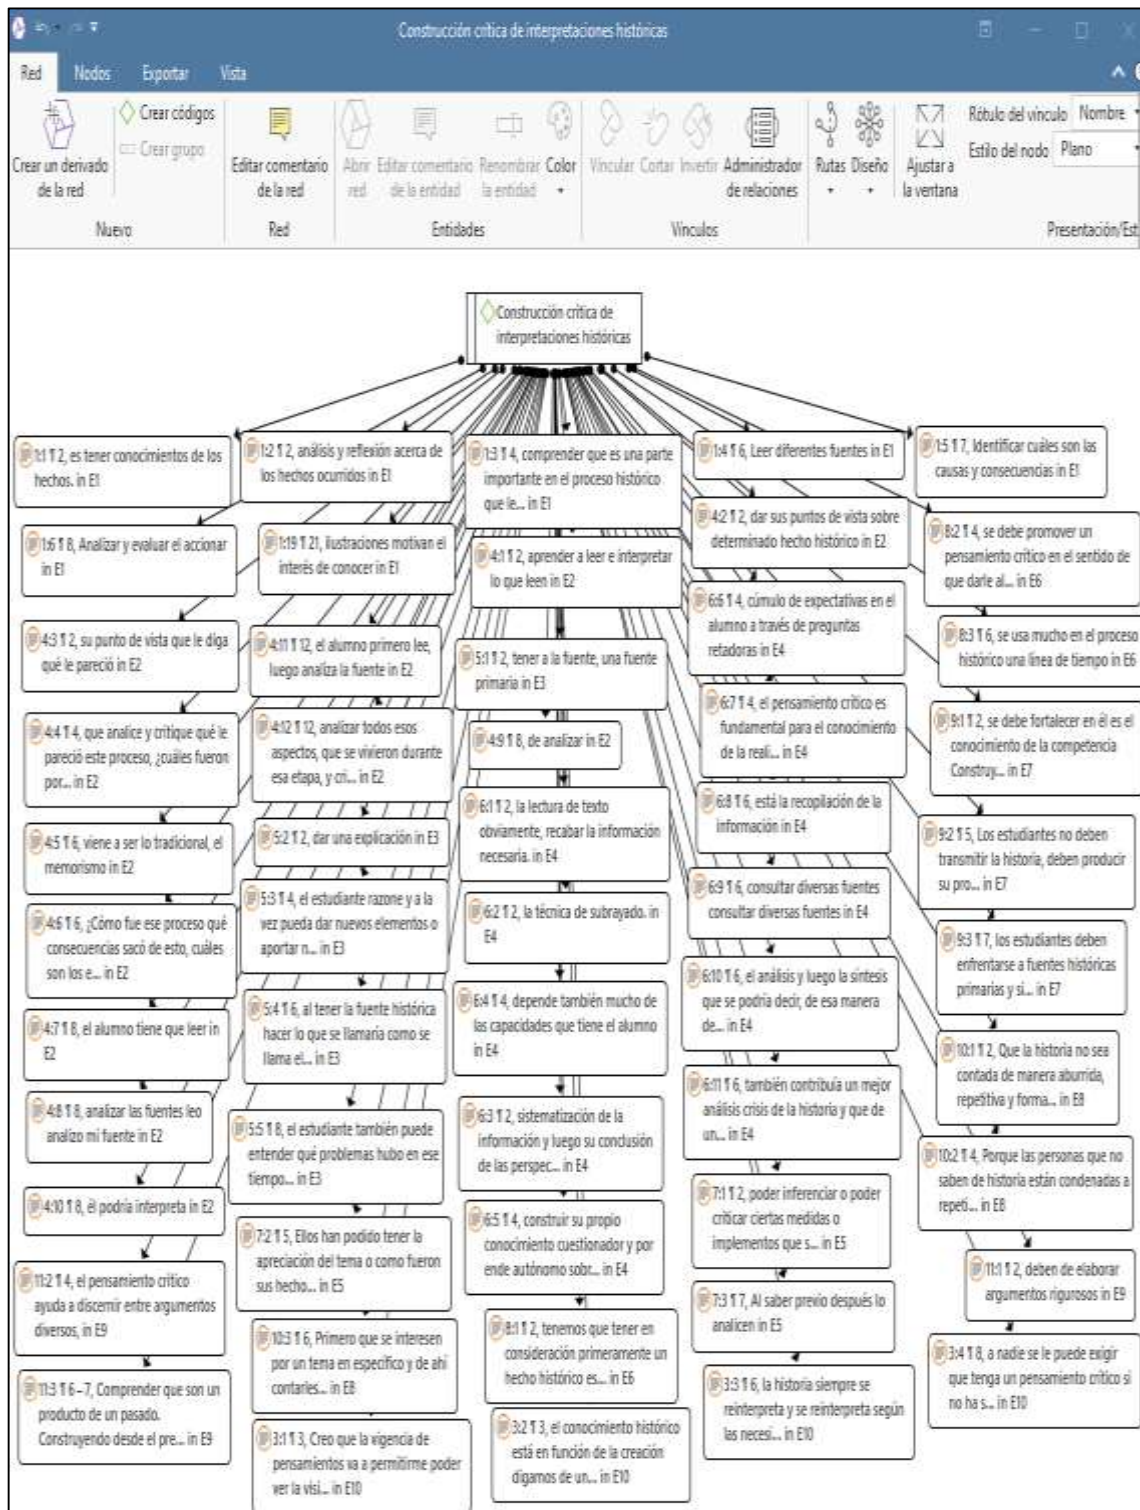 Construcción crítica de interpretaciones históricas
Red Nodos Exportar Vista
Crear un derivado
de la red
Crear códigos
Crear grupo
Nuevo
Editar comentario
de la red
Red
Abrir
red
Editar comentario
de la entidad
Renombrar
la entidad
Color
Entidades
Vincular Cortar Invertir Administrador
de relaciones
Vínculos
Rutas Diseño Ajustar a
la ventana
Rótulo del vínculo Nombre
Estilo del nodo Plano
Presentación/Est
Construcción crítica de
interpretaciones históricas
1:1 ¶ 2, es tener conocimientos de los
hechos. in E1
1:2 ¶ 2, análisis y reflexión acerca de
los hechos ocurridos in E1
1:3 ¶ 4, comprender que es una parte
importante en el proceso histórico
que le... in E1
1:4 ¶ 6, Leer diferentes fuentes in E1
1:5 ¶ 7, Identificar cuáles son las
causas y consecuencias in E1
1:6 ¶ 8, Analizar y evaluar el accionar
in E1
1:19 ¶ 21, ilustraciones motivan el
interés de conocer in E1
4:1 ¶ 2, aprender a leer e interpretar
lo que leen in E2
4:2 ¶ 2, dar sus puntos de vista sobre
determinado hecho histórico in E2
8:2 ¶ 4, se debe promover un
pensamiento crítico en el sentido de
que darle al... in E6
4:3 ¶ 2, su punto de vista que le diga
qué le pareció in E2
4:11 ¶ 12, el alumno primero lee,
luego analiza la fuente in E2
5:1 ¶ 2, tener a la fuente, una fuente
primaria in E3
6:6 ¶ 4, cúmulo de expectativas en el
alumno a través de preguntas
retadoras in E4
8:3 ¶ 6, se usa mucho en el proceso
histórico una línea de tiempo in E6
4:4 ¶ 4, que analice y critique qué le
pareció este proceso, ¿cuáles fueron
por... in E2
4:12 ¶ 12, analizar todos esos
aspectos, que se vivieron durante
esa etapa, y cri... in E2
4:9 ¶ 8, de analizar in E2
6:7 ¶ 4, el pensamiento crítico es
fundamental para el conocimiento
de la reali... in E4
9:1 ¶ 2, se debe fortalecer en él es el
conocimiento de la competencia
Construy... in E7
4:5 ¶ 6, viene a ser lo tradicional, el
memorismo in E2
5:2 ¶ 2, dar una explicación in E3
6:1 ¶ 2, la lectura de texto
obviamente, recabar la información
necesaria. in E4
6:8 ¶ 6, está la recopilación de la
información in E4
9:2 ¶ 5, Los estudiantes no deben
transmitir la historia, deben producir
su pro... in E7
4:6 ¶ 6, ¿Cómo fue ese proceso qué
consecuencias sacó de esto, cuáles
son los e... in E2
5:3 ¶ 4, el estudiante razone y a la
vez pueda dar nuevos elementos o
aportar n... in E3
6:2 ¶ 2, la técnica de subrayado. in
E4
6:9 ¶ 6, consultar diversas fuentes
consultar diversas fuentes in E4
9:3 ¶ 7, los estudiantes deben
enfrentarse a fuentes históricas
primarias y si... in E7
4:7 ¶ 8, el alumno tiene que leer in
E2
5:4 ¶ 6, al tener la fuente histórica
hacer lo que se llamaría como se
llama el... in E3
6:4 ¶ 4, depende también mucho de
las capacidades que tiene el alumno
in E4
6:10 ¶ 6, el análisis y luego la síntesis
que se podría decir, de esa manera
de... in E4
10:1 ¶ 2, Que la historia no sea
contada de manera aburrida,
repetitiva y forma... in E8
4:8 ¶ 8, analizar las fuentes leo
analizo mi fuente in E2
5:5 ¶ 8, el estudiante también puede
entender qué problemas hubo en ese
tiempo... in E3
6:3 ¶ 2, sistematización de la
información y luego su conclusión
de las perspec... in E4
6:11 ¶ 6, también contribuía un mejor
análisis crisis de la historia y que de
un... in E4
10:2 ¶ 4, Porque las personas que no
saben de historia están condenadas a
repeti... in E8
4:10 ¶ 8, él podría interpreta in E2
7:2 ¶ 5, Ellos han podido tener la
apreciación del tema o como fueron
sus hecho... in E5
6:5 ¶ 4, construir su propio
conocimiento cuestionador y por
ende autónomo sobr... in E4
7:1 ¶ 2, poder inferenciar o poder
criticar ciertas medidas o
implementos que s... in E5
11:1 ¶ 2, deben de elaborar
argumentos rigurosos in E9
11:2 ¶ 4, el pensamiento crítico
ayuda a discernir entre argumentos
diversos, in E9
10:3 ¶ 6, Primero que se interesen
por un tema en específico y de ahí
contarles... in E8
8:1 ¶ 2, tenemos que tener en
consideración primeramente un
hecho histórico es... in E6
7:3 ¶ 7, Al saber previo después lo
analicen in E5
3:4 ¶ 8, a nadie se le puede exigir
que tenga un pensamiento crítico si
no ha s... in E10
11:3 ¶ 6 – 7, Comprender que son un
producto de un pasado.
Construyendo desde el pre... in E9
3:1 ¶ 3, Creo que la vigencia de
pensamientos va a permitirme poder
ver la visi... in E10
3:2 ¶ 3, el conocimiento histórico
está en función de la creación
digamos de un... in E10
3:3 ¶ 6, la historia siempre se
reinterpreta y se reinterpreta según
las necesi... in E10